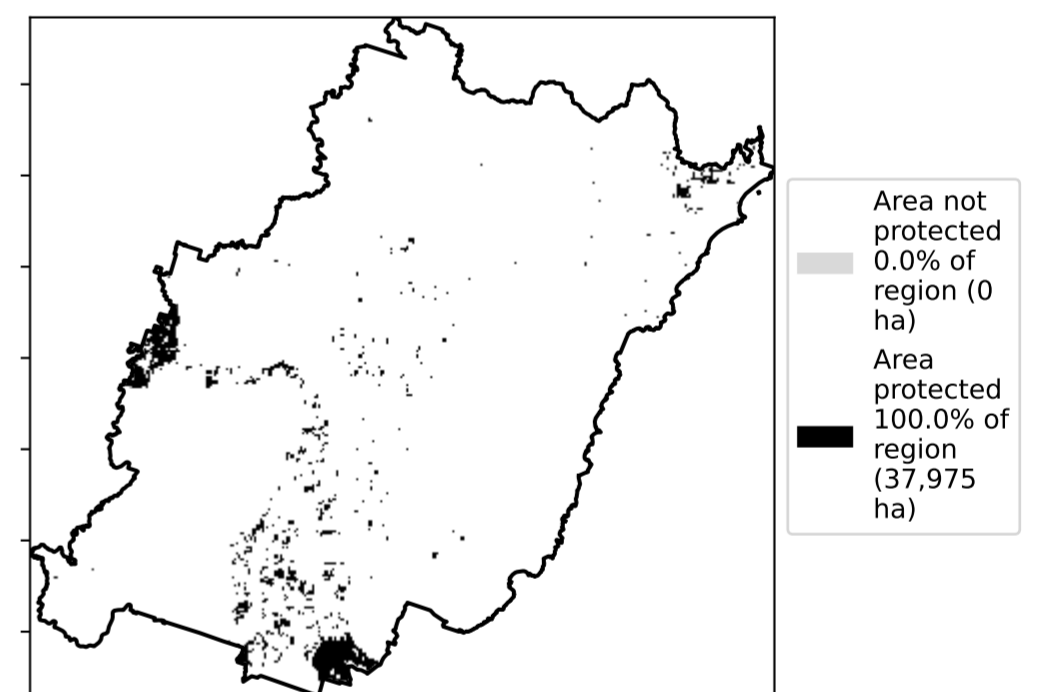 Area not
protected
0.0% of
region (0
ha)
Area
protected
100.0% of
region
(37,975
ha)